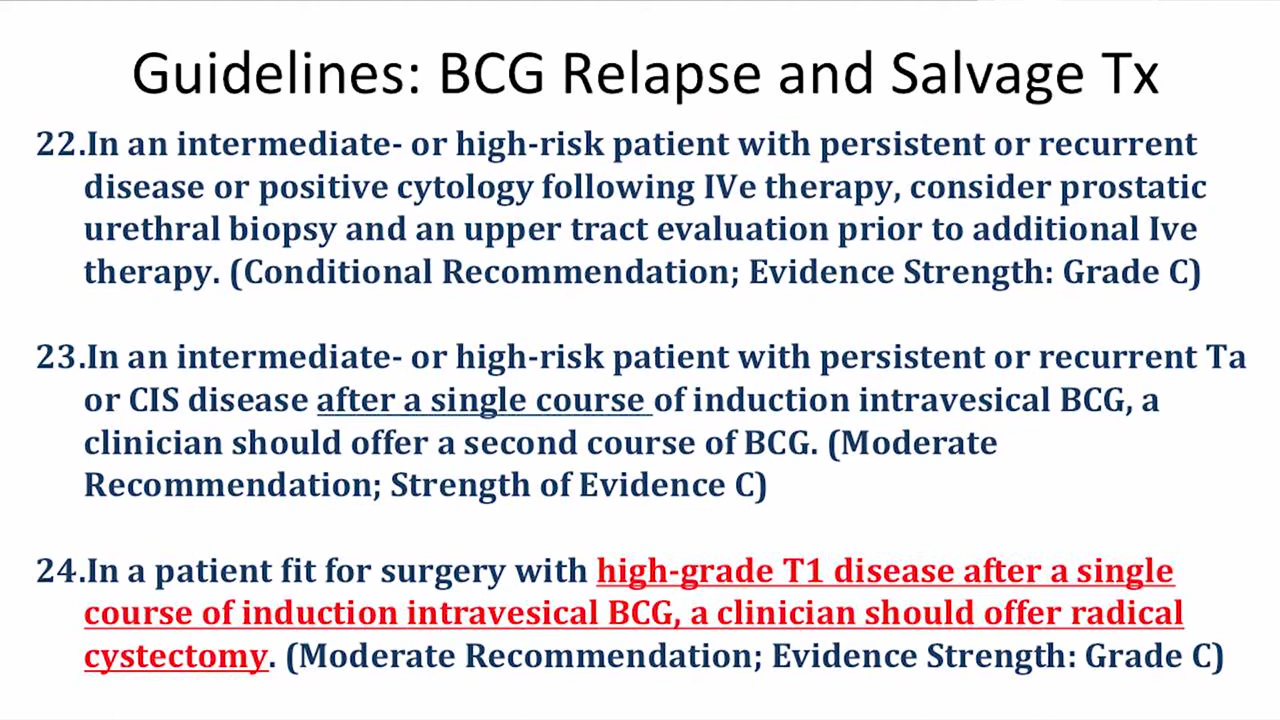 Guidelines: BCG Relapse and Salvage Tx
22.In an intermediate- or high-risk patient with persistent or recurrent
disease or positive cytology following IVe therapy, consider prostatic
urethral biopsy and an upper tract evaluation prior to additional Ive
therapy. (Conditional Recommendation; Evidence Strength: Grade C)
23.In an intermediate- or high-risk patient with persistent or recurrent Ta
or CIS disease after a single course of induction intravesical BCG, a
clinician should offer a second course of BCG. (Moderate
Recommendation; Strength of Evidence C)
24.In a patient fit for surgery with high-grade T1 disease after a single
course of induction intravesical BCG, a clinician should offer radical
cystectomy. (Moderate Recommendation; Evidence Strength: Grade C)